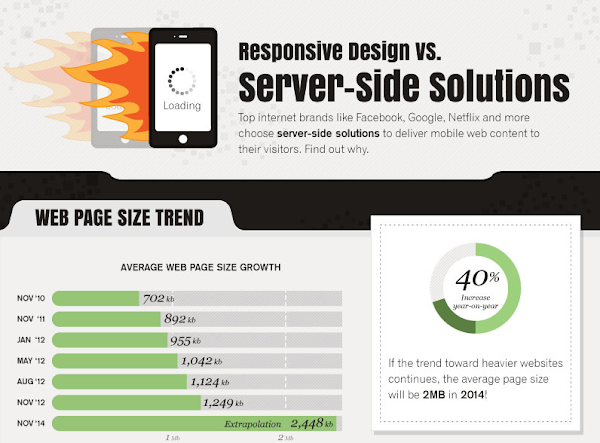 Responsive Design VS.
Server-Side Solutions
Loading
Top internet brands like Facebook, Google, Netflix and more
choose server-side solutions to deliver mobile web content to
their visitors. Find out why.
WEB PAGE SIZE TREND
AVERAGE WEB PAGE SIZE GROWTH
NOV '10 702 kb
NOV '11 892 kb
JAN '12 955 kb
MAY '12 1,042 kb
AUG '12 1,124 kb
NOV '12 1,249 kb
NOV '14 Extrapolation 2,448 kb
1 MB 2 MB
40%
Increase
year-on-year
If the trend toward heavier websites
continues, the average page size
will be 2MB in 2014!